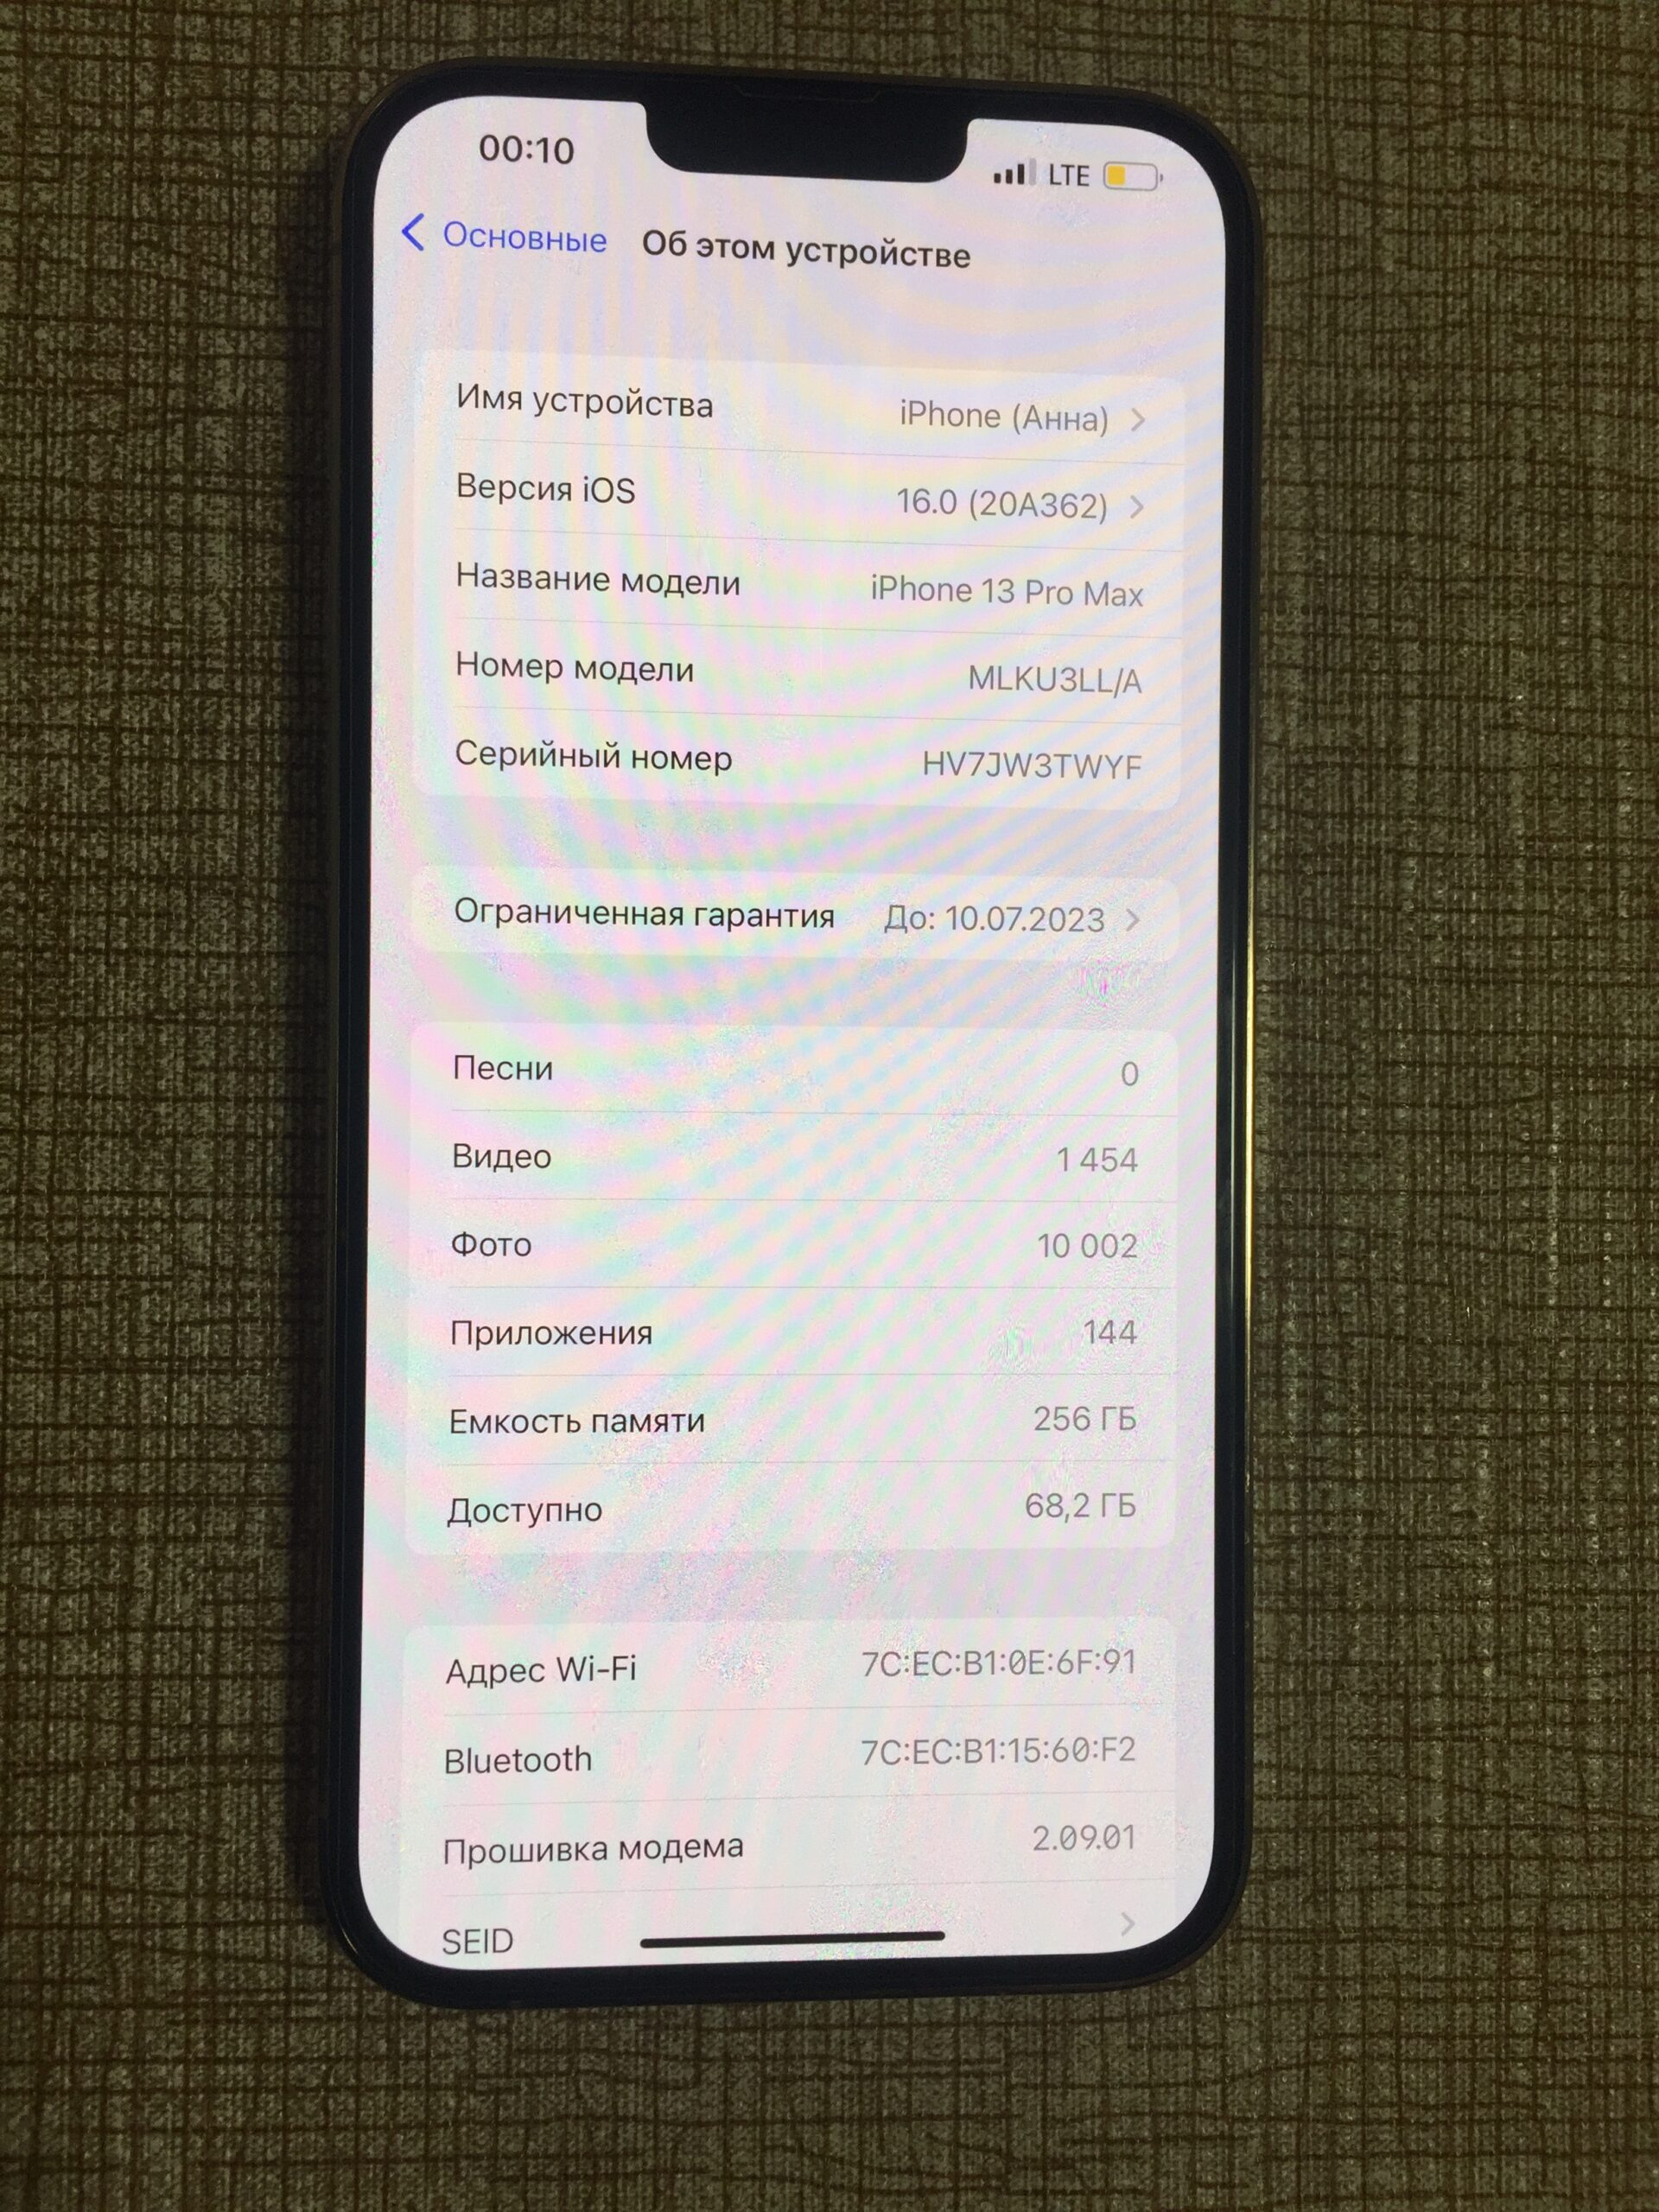 00:10
LTE
Основные Об этом устройстве
Имя устройства iPhone (Анна)
Версия iOS 16.0 (20A362)
Название модели iPhone 13 Pro Max
Номер модели MLKU3LL/A
Серийный номер HV7JW3TWYF
Ограниченная гарантия До: 10.07.2023
Песни 0
Видео 1 454
Фото 10 002
Приложения 144
Емкость памяти 256 ГБ
Доступно 68,2 ГБ
Адрес Wi-Fi 7C:EC:B1:0E:6F:91
Bluetooth 7C:EC:B1:15:60:F2
Прошивка модема 2.09.01
SEID